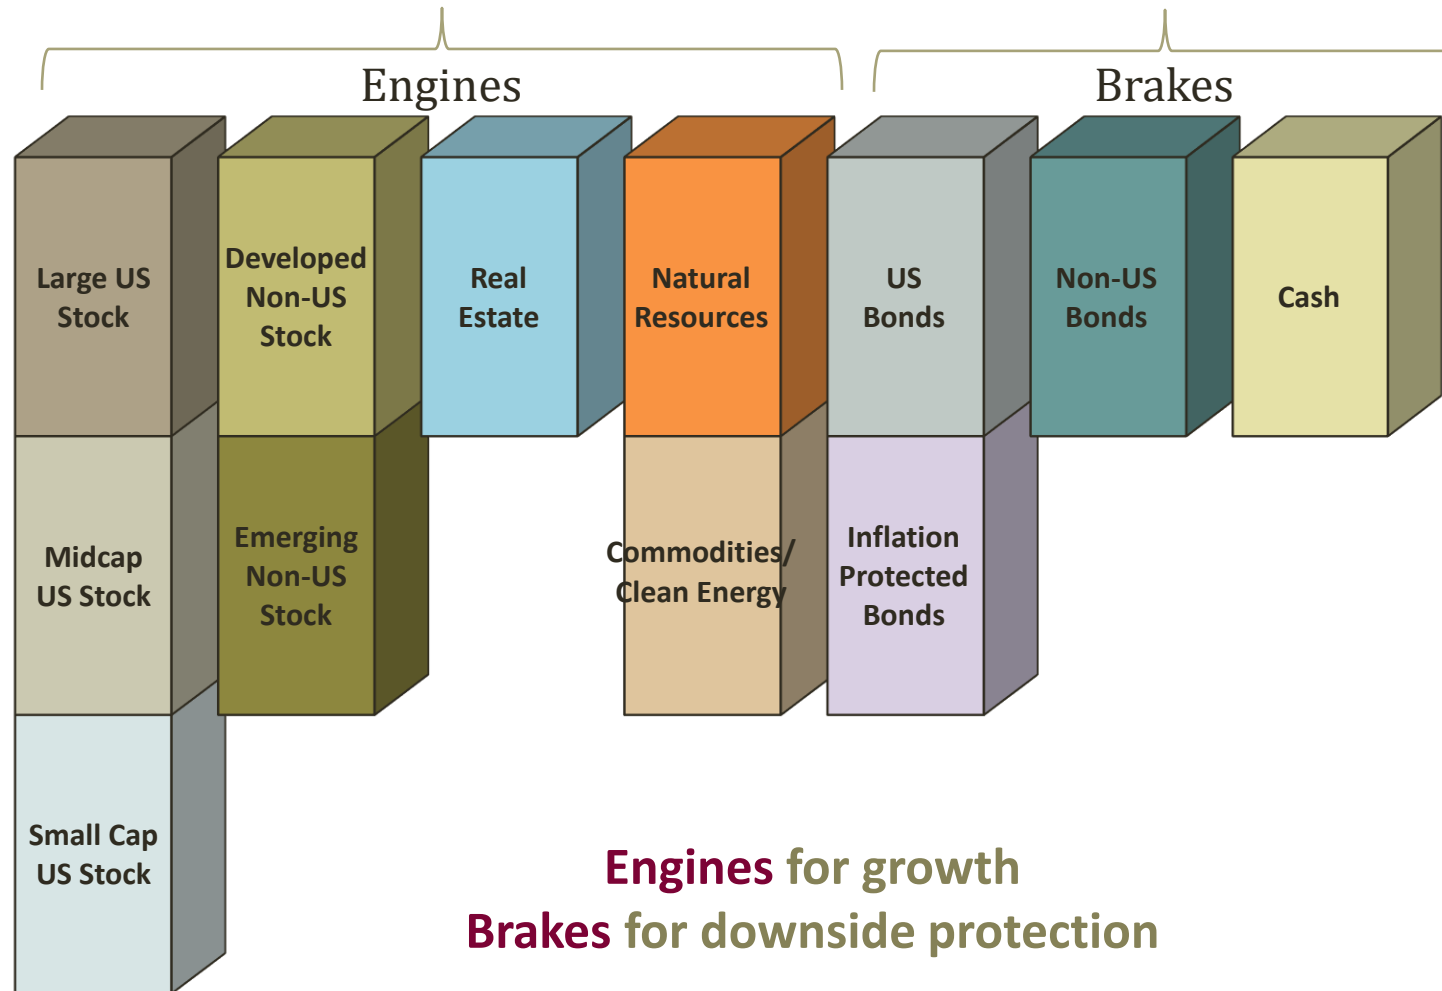 Engines
Brakes
Large US
Stock
Developed
Non-US
Stock
Real
Estate
Natural
Resources
US
Bonds
Non-US
Bonds
Cash
Midcap
US Stock
Emerging
Non-US
Stock
Commodities/
Clean Energy
Inflation
Protected
Bonds
Small Cap
US Stock
Engines for growth
Brakes for downside protection